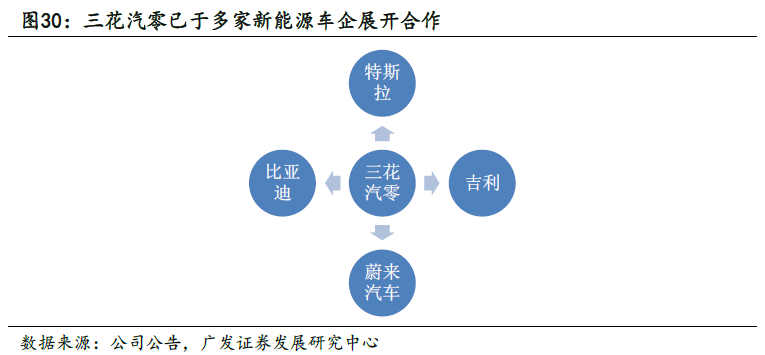 图30：三花汽零已于多家新能源车企展开合作
特斯
拉
比亚
迪
三花
汽零
吉利
蔚来
汽车
数据来源：公司公告，广发证券发展研究中心